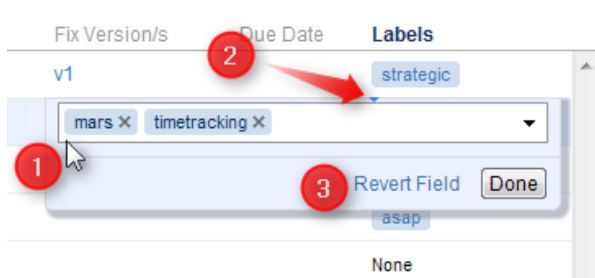 Fix Version/s Due Date Labels
2
v1 strategic
mars × timetracking ×
1
3 Revert Field Done
asap
None